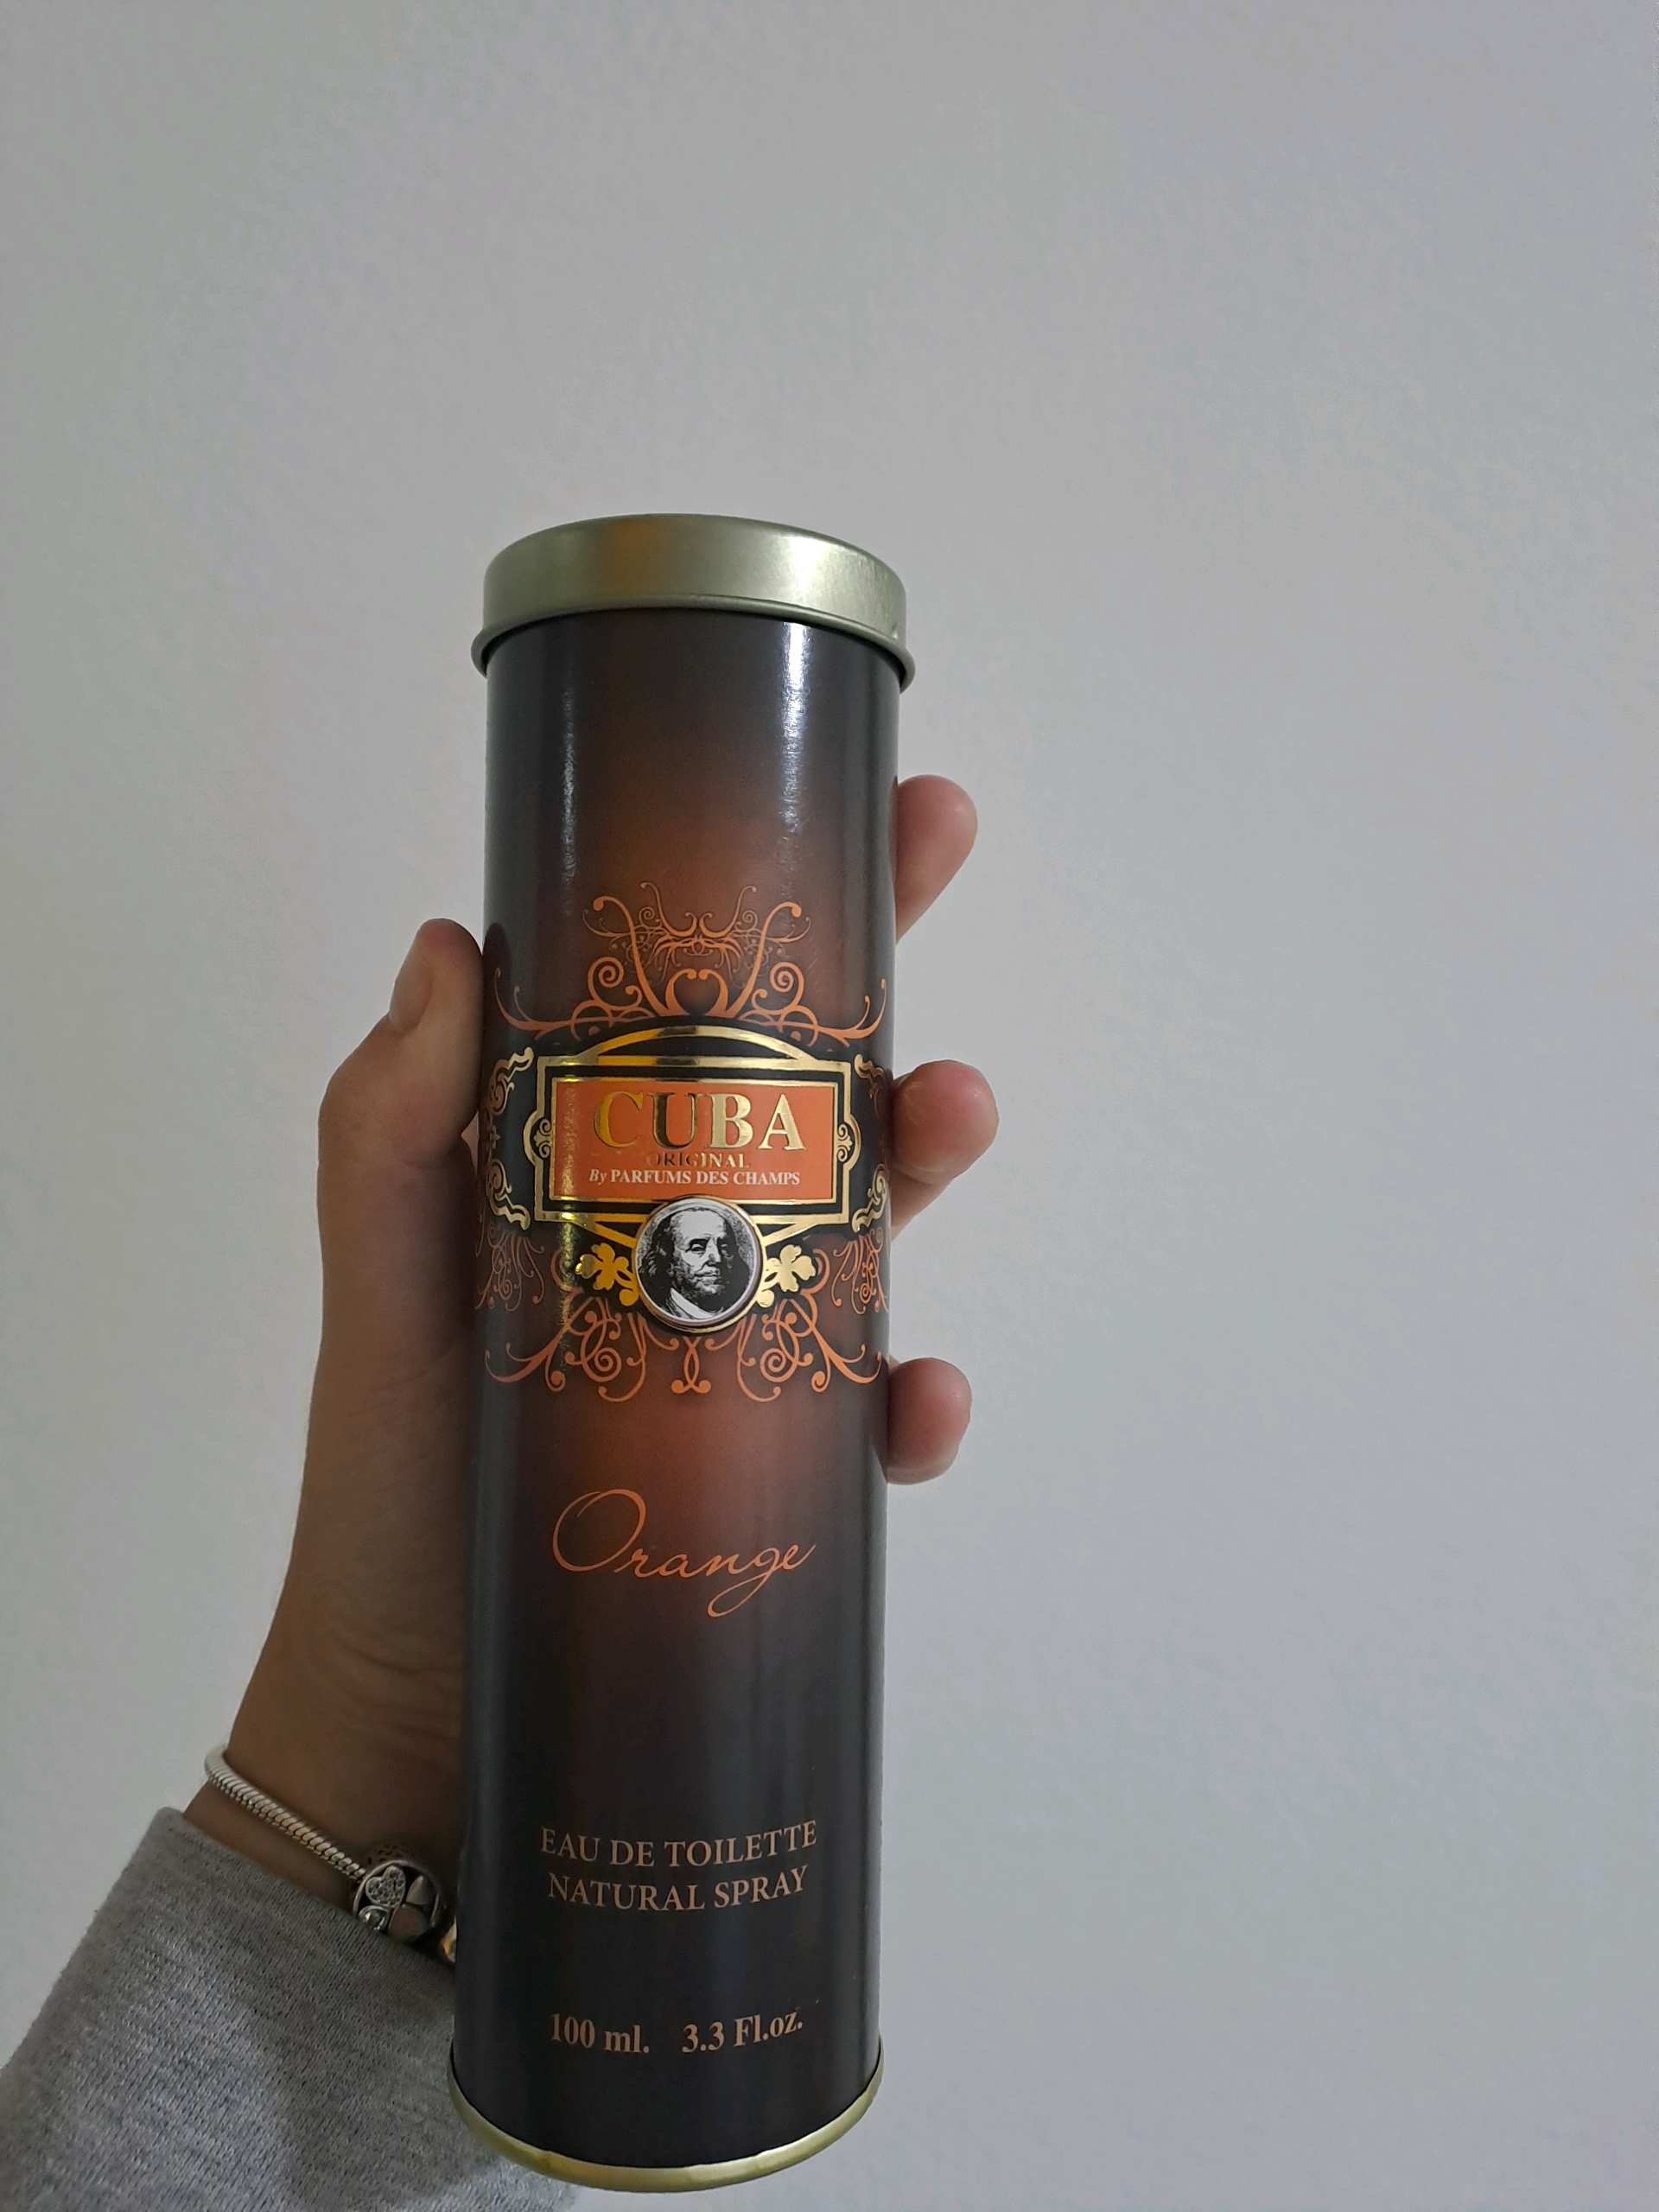 CUBA
ORIGINAL
By PARFUMS DES CHAMPS
Orange
EAU DE TOILETTE
NATURAL SPRAY
100 ml. 3.3 Fl.oz.